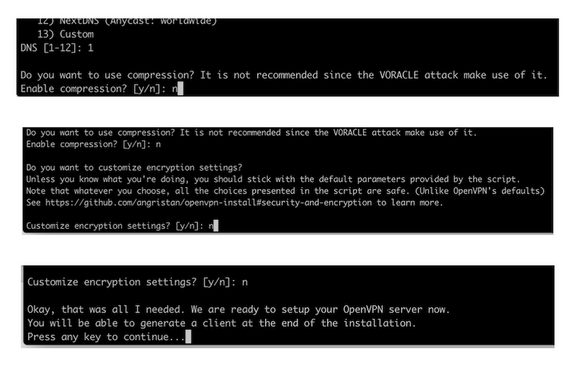 12) NextDNS (Anycast: worldwide)
13) Custom
DNS [1-12]: 1
Do you want to use compression? It is not recommended since the VORACLE attack make use of it.
Enable compression? [y/n]: n
Do you want to use compression? It is not recommended since the VORACLE attack make use of it.
Enable compression? [y/n]: n
Do you want to customize encryption settings?
Unless you know what you're doing, you should stick with the default parameters provided by the script.
Note that whatever you choose, all the choices presented in the script are safe. (Unlike OpenVPN's defaults)
See https://github.com/angristan/openvpn-install#security-and-encryption to learn more.
Customize encryption settings? [y/n]: n
Customize encryption settings? [y/n]: n
Okay, that was all I needed. We are ready to setup your OpenVPN server now.
You will be able to generate a client at the end of the installation.
Press any key to continue...